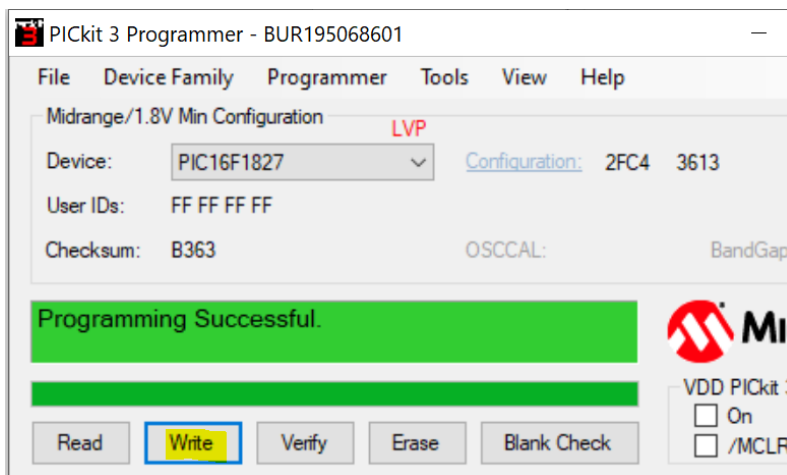 PICkit 3 Programmer - BUR195068601
File Device Family Programmer Tools View Help
Midrange/1.8V Min Configuration
LVP
Device: PIC16F1827 Configuration: 2FC4 3613
User IDs: FF FF FF FF
Checksum: B363 OSCCAL: BandGap
Programming Successful.
VDD PICkit
On
Read Write Verify Erase Blank Check
/MCLR